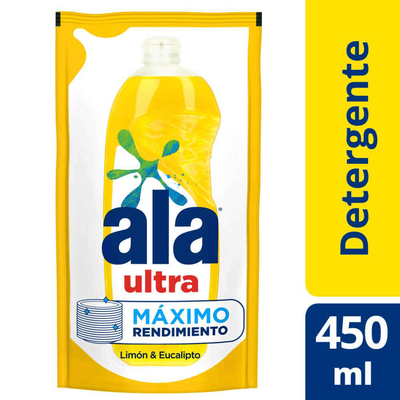 ala
ultra
MÁXIMO
RENDIMIENTO
Limón & Eucalipto
Detergente
450
ml